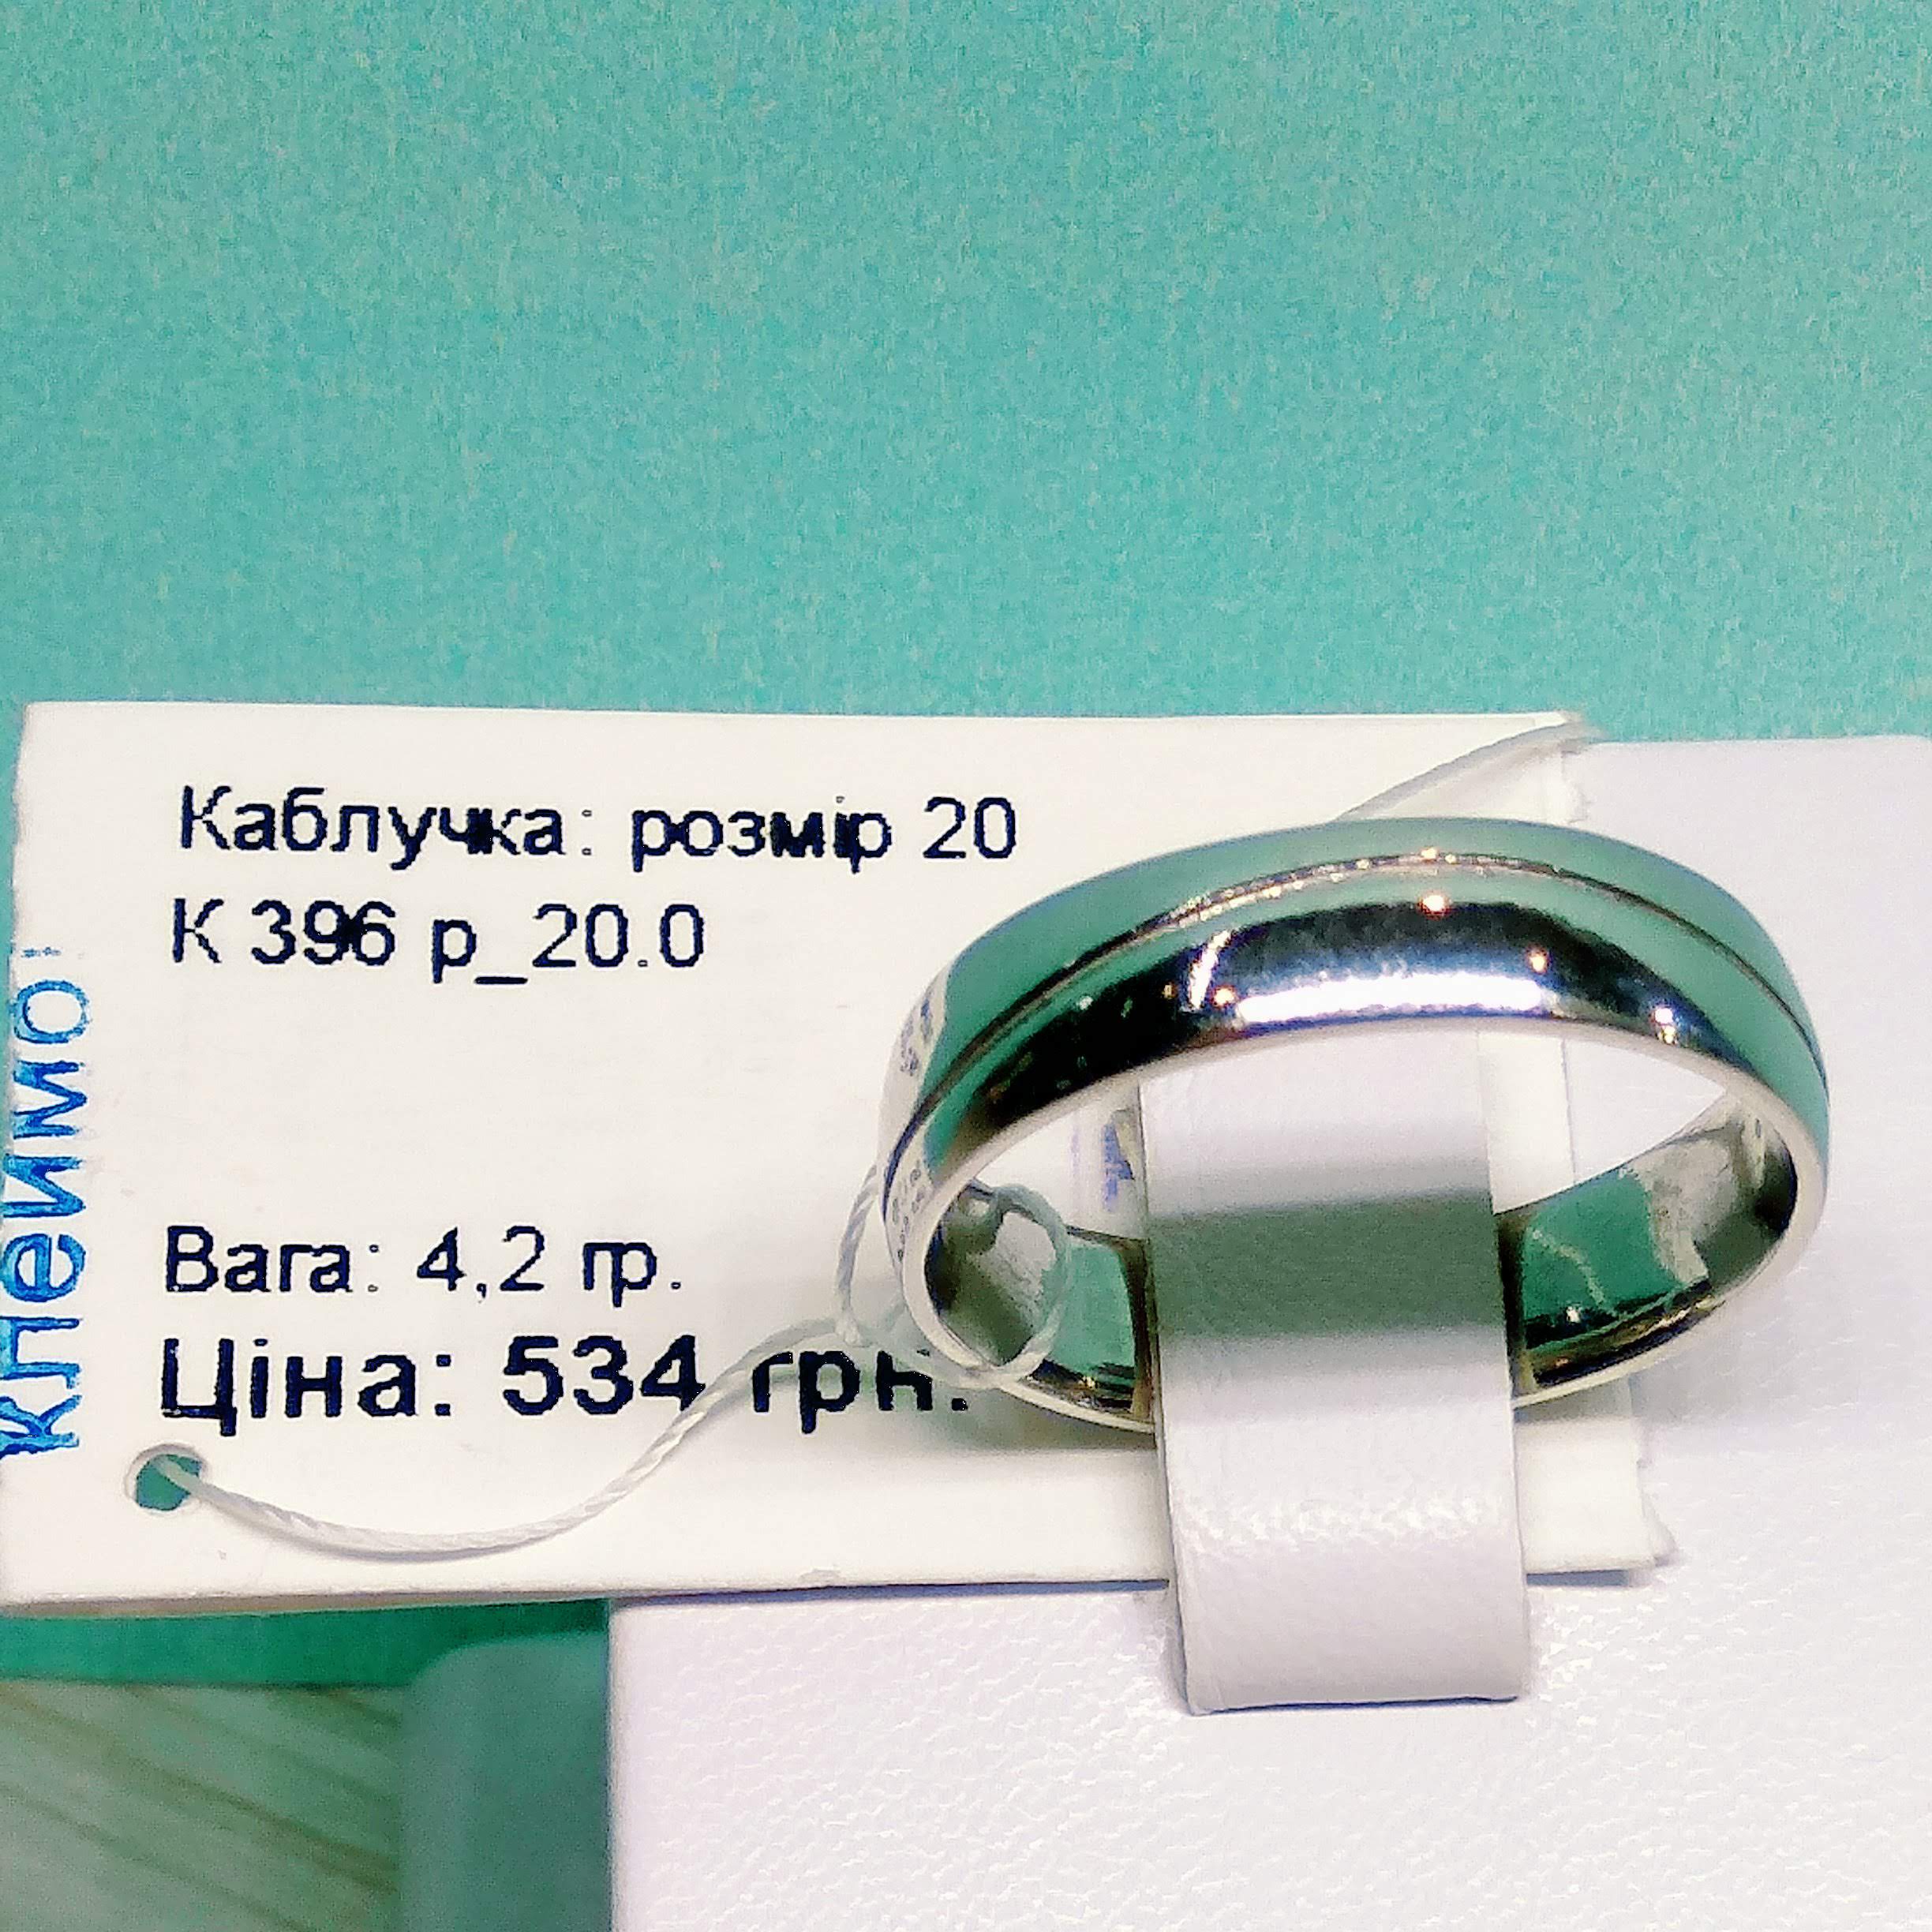 Каблучка: розмір 20
К 396 р_20.0
Вага: 4,2 гр.
Ціна: 534 грн.
клеймо